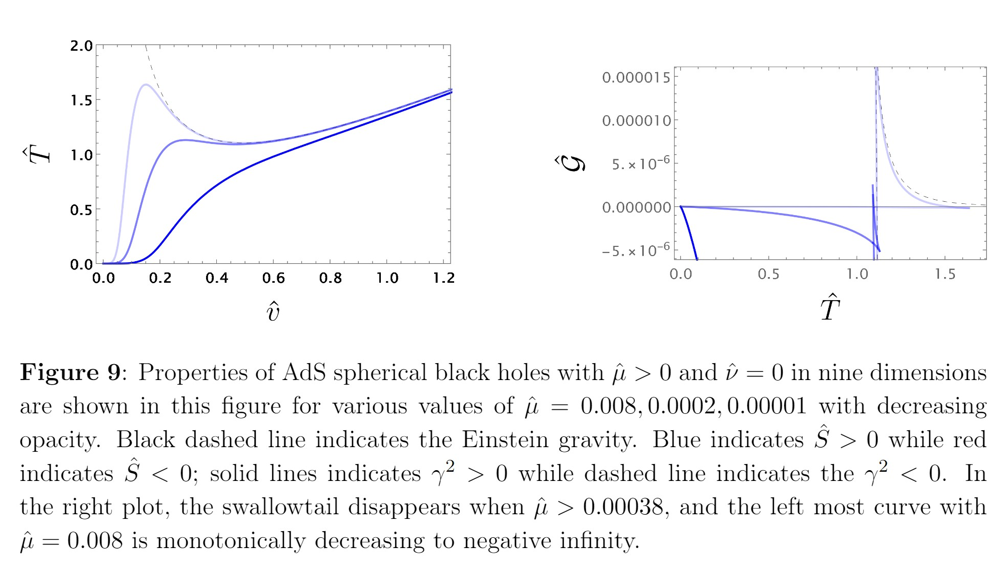 2.0
1.5
1.0
0.5
0.0
0.0 0.2 0.4 0.6 0.8 1.0 1.2
T̂
v̂
0.000015
0.000010
5.×10⁻⁶
0.000000
−5.×10⁻⁶
0.0 0.5 1.0 1.5
𝒢̂
T̂
Figure 9: Properties of AdS spherical black holes with μ̂ > 0 and ν̂ = 0 in nine dimensions
are shown in this figure for various values of μ̂ = 0.008, 0.0002, 0.00001 with decreasing
opacity. Black dashed line indicates the Einstein gravity. Blue indicates Ŝ > 0 while red
indicates Ŝ < 0; solid lines indicates γ² > 0 while dashed line indicates the γ² < 0. In
the right plot, the swallowtail disappears when μ̂ > 0.00038, and the left most curve with
μ̂ = 0.008 is monotonically decreasing to negative infinity.